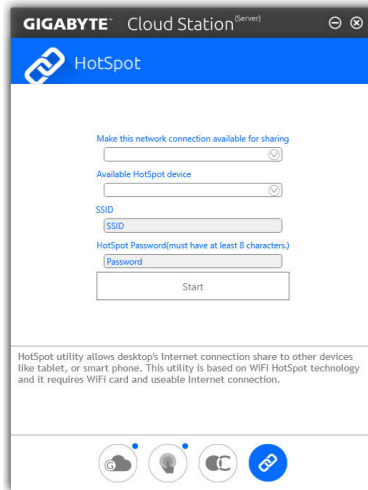 GIGABYTE™ Cloud Station (Server)
HotSpot
Make this network connection available for sharing
Available HotSpot device
SSID
SSID
HotSpot Password(must have at least 8 characters.)
Password
Start
HotSpot utility allows desktop's Internet connection share to other devices
like tablet, or smart phone. This utility is based on WiFi HotSpot technology
and it requires WiFi card and useable Internet connection.
G